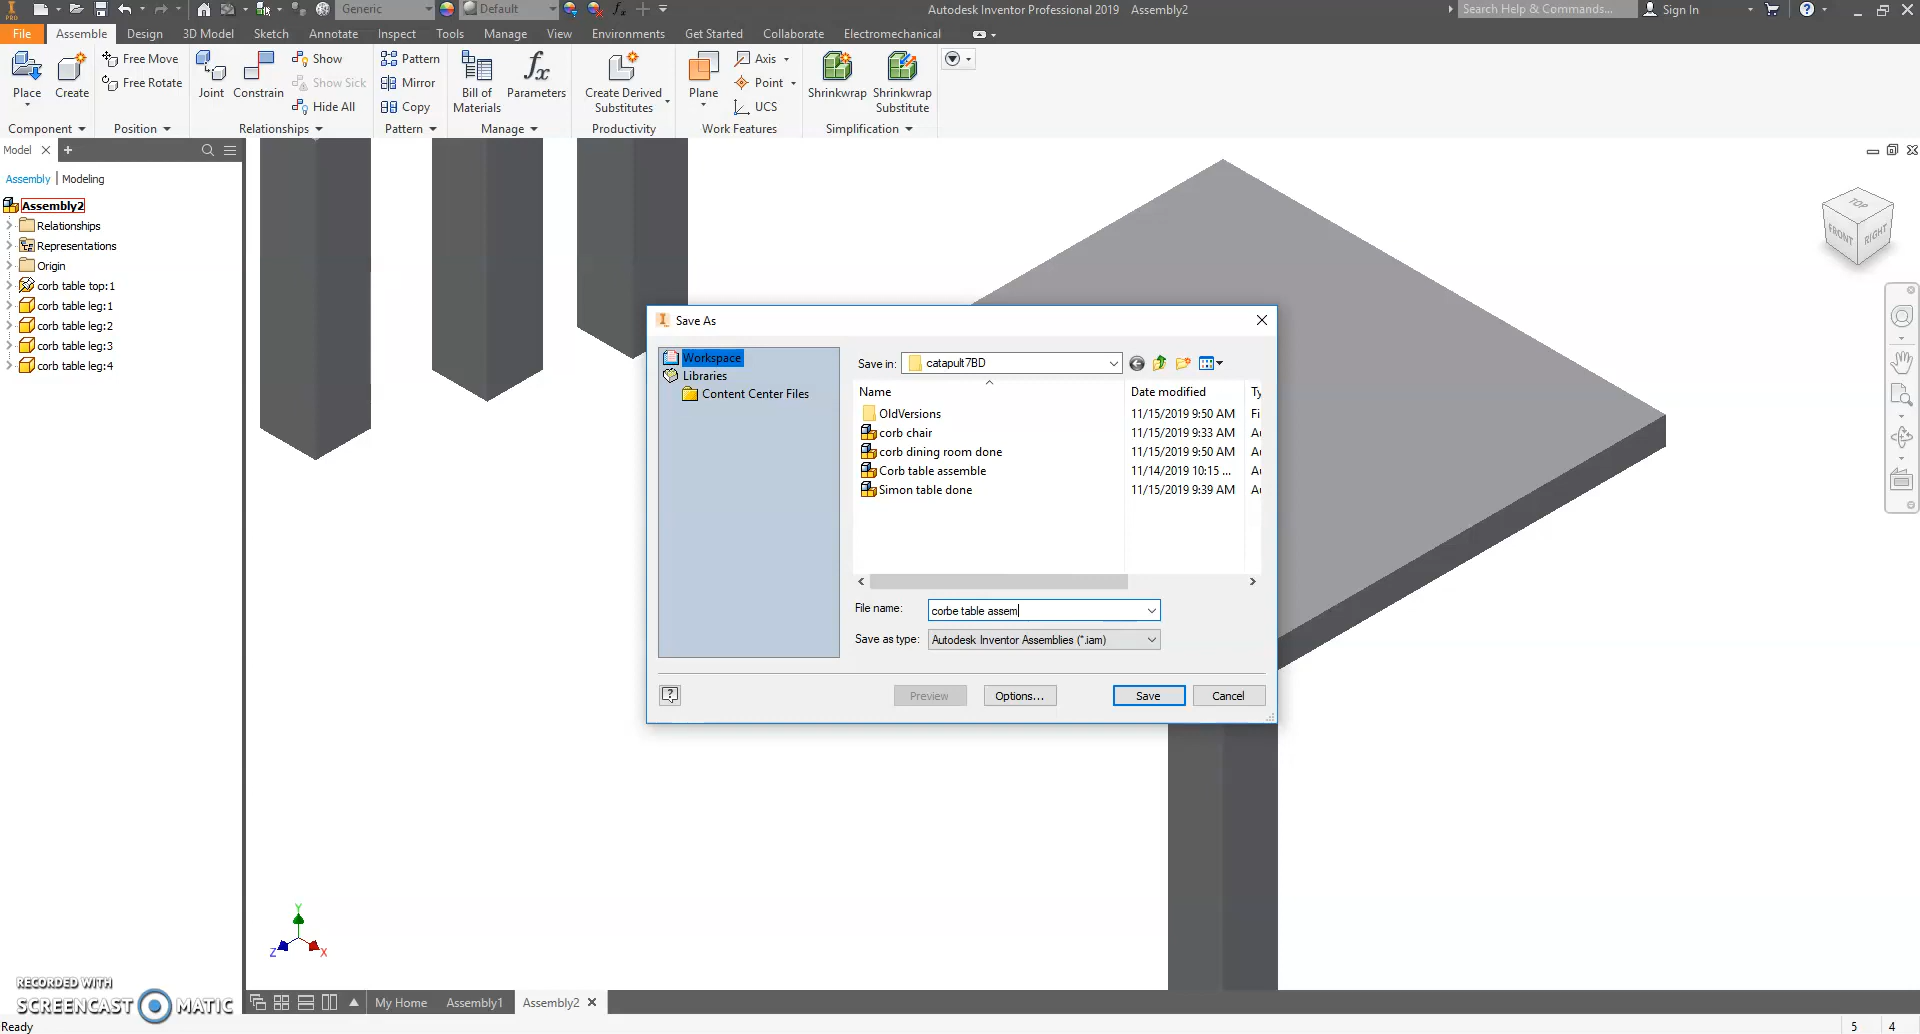 PRO
Generic
Default
Autodesk Inventor Professional 2019 Assembly2
Search Help & Commands...
Sign In
File Assemble Design 3D Model Sketch Annotate Inspect Tools Manage View Environments Get Started Collaborate Electromechanical
Place
Create
Component
Free Move
Free Rotate
Position
Joint
Constrain
Show
Show Sick
Hide All
Relationships
Pattern
Mirror
Copy
Pattern
Bill of
Materials
Parameters
Manage
Create Derived
Substitutes
Productivity
Plane
Axis
Point
UCS
Work Features
Shrinkwrap
Shrinkwrap
Substitute
Simplification
Model
Assembly | Modeling
Assembly2
Relationships
Representations
Origin
corb table top:1
corb table leg:1
corb table leg:2
corb table leg:3
corb table leg:4
TOP
FRONT
RIGHT
Save As
Workspace
Libraries
Content Center Files
Save in: catapult7BD
Name Date modified Ty
OldVersions 11/15/2019 9:50 AM Fi
corb chair 11/15/2019 9:33 AM Au
corb dining room done 11/15/2019 9:50 AM Au
Corb table assemble 11/14/2019 10:15 ... Au
Simon table done 11/15/2019 9:39 AM Au
File name: corbe table assem
Save as type: Autodesk Inventor Assemblies (*.iam)
Preview Options... Save Cancel
Y
Z
X
RECORDED WITH
SCREENCAST MATIC
My Home Assembly1 Assembly2
Ready
5 4